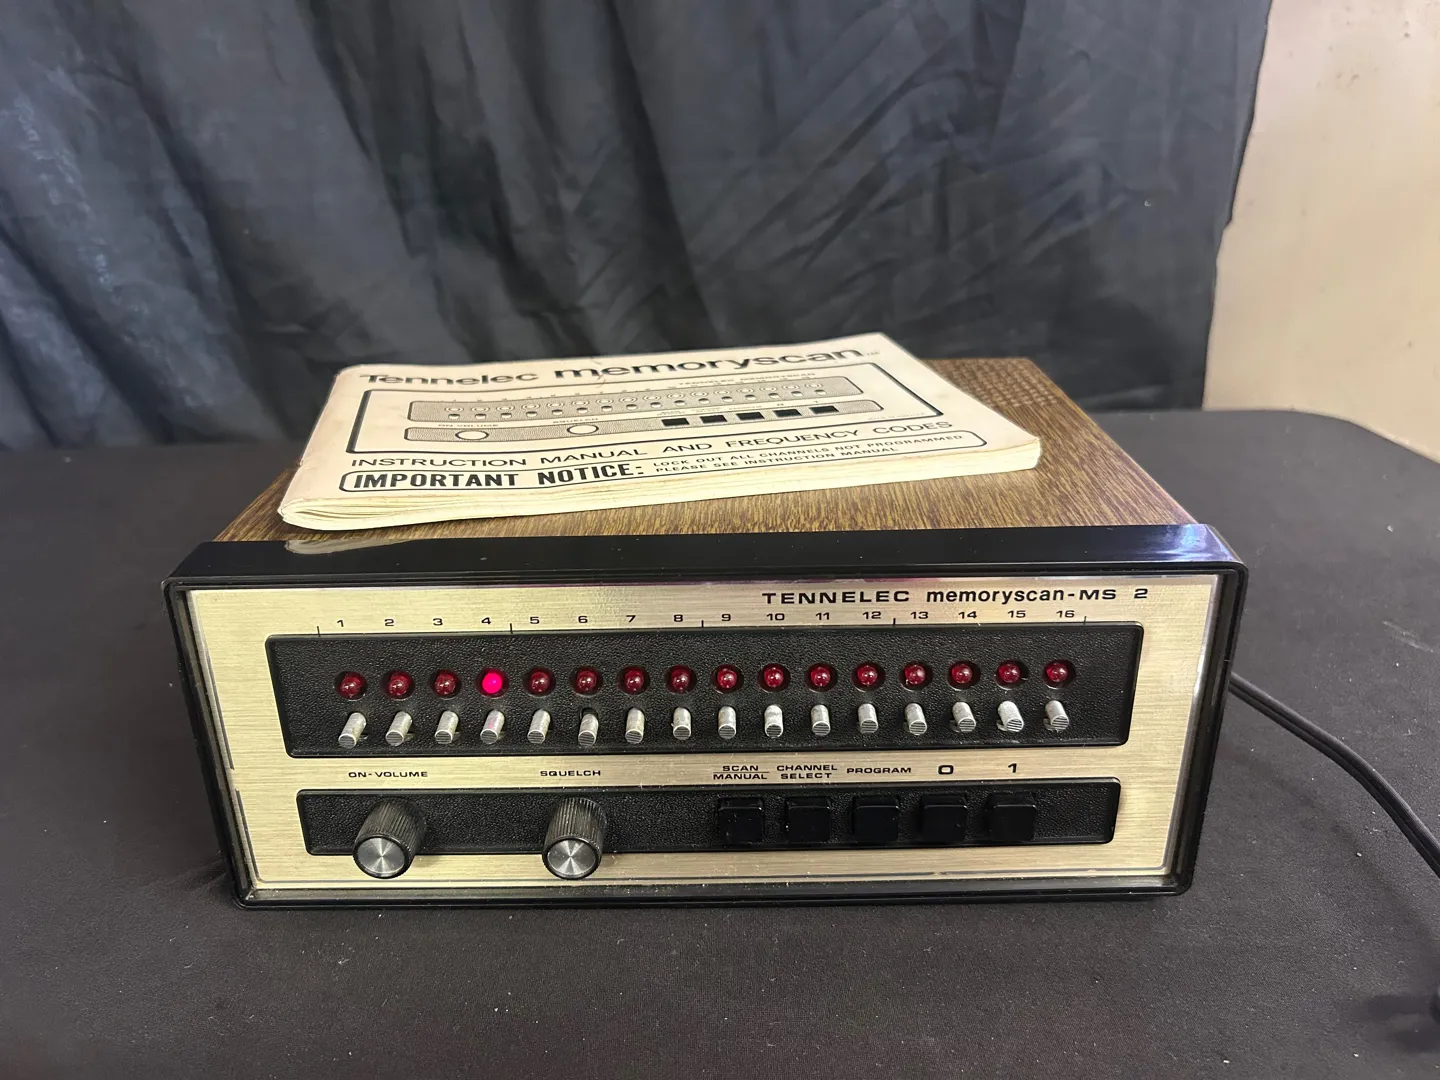 Tennelec memoryscan
INSTRUCTION MANUAL AND FREQUENCY CODES
IMPORTANT NOTICE: LOCK OUT ALL CHANNELS NOT PROGRAMMED
PLEASE SEE INSTRUCTION MANUAL
TENNELEC memoryscan-MS 2
1 2 3 4 5 6 7 8 9 10 11 12 13 14 15 16
ON-VOLUME SQUELCH SCAN MANUAL CHANNEL SELECT PROGRAM 0 1